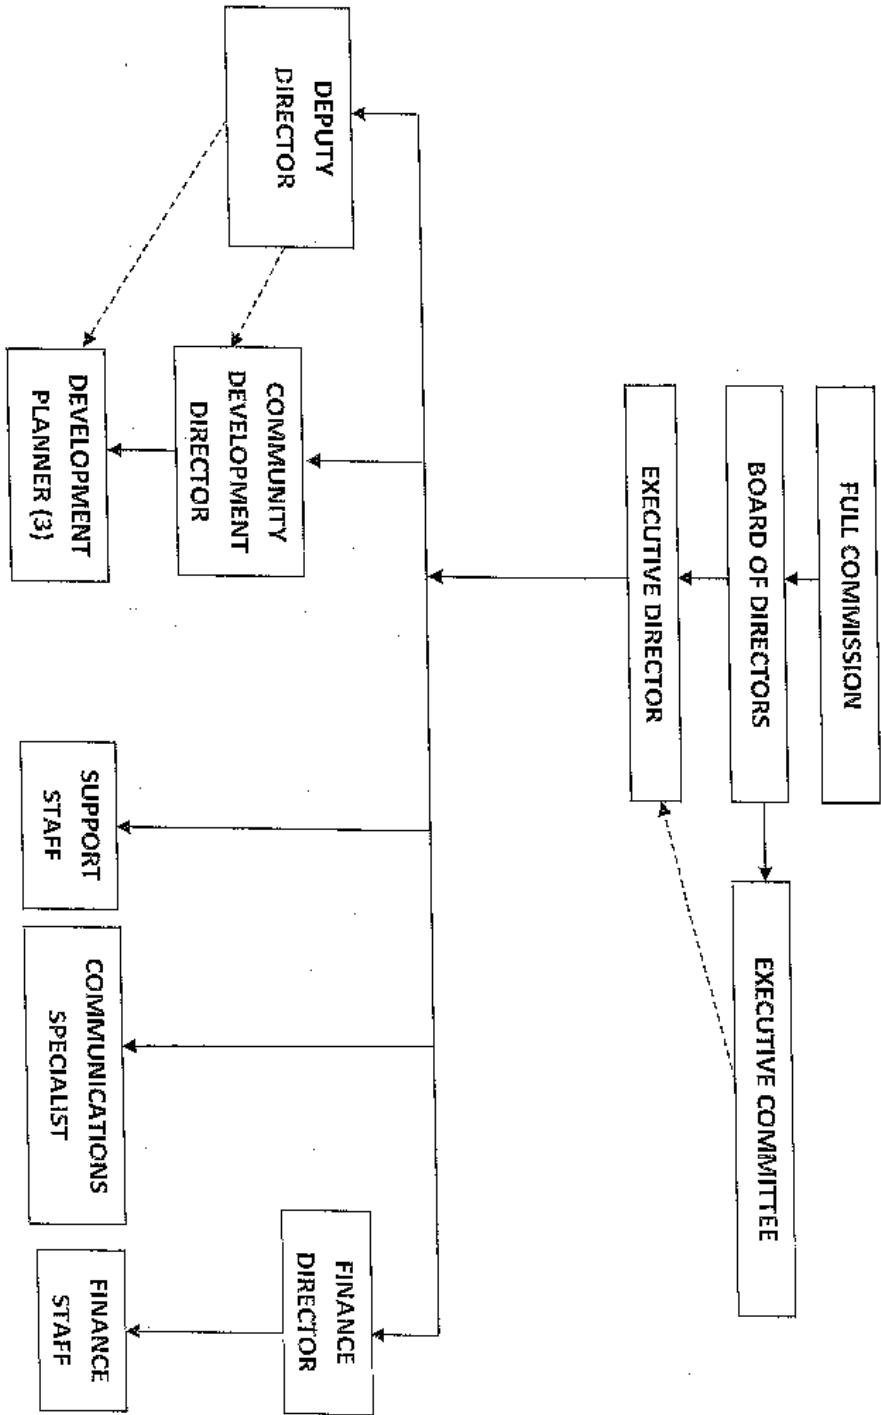 FULL COMMISSION
BOARD OF DIRECTORS
EXECUTIVE COMMITTEE
EXECUTIVE DIRECTOR
DEPUTY
DIRECTOR
COMMUNITY
DEVELOPMENT
DIRECTOR
DEVELOPMENT
PLANNER (3)
SUPPORT
STAFF
COMMUNICATIONS
SPECIALIST
FINANCE
DIRECTOR
FINANCE
STAFF